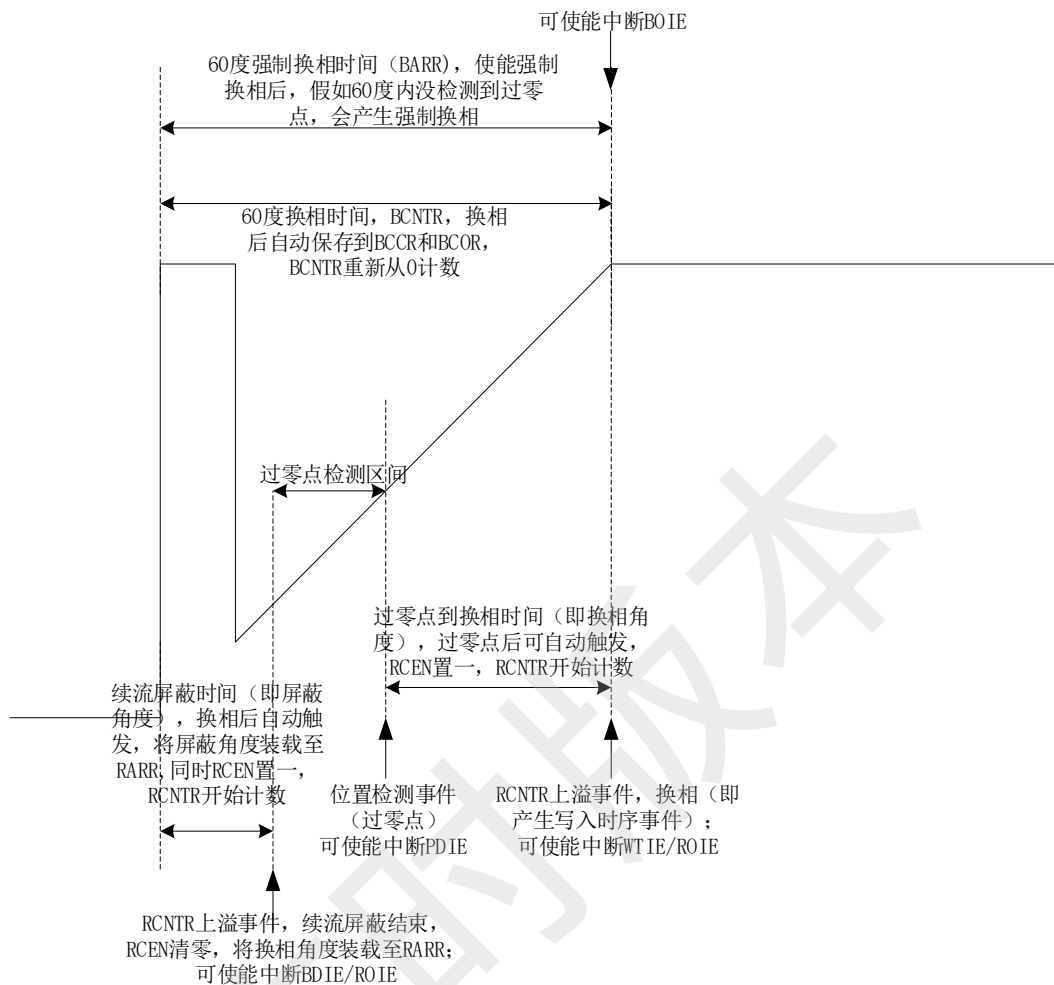 可使能中断BOIE
60度强制换相时间（BARR），使能强制
换相后，假如60度内没检测到过零
点，会产生强制换相
60度换相时间，BCNTR，换相
后自动保存到BCCR和BCOR，
BCNTR重新从0计数
过零点检测区间
过零点到换相时间（即换相角
度），过零点后可自动触发，
RCEN置一，RCNTR开始计数
续流屏蔽时间（即屏蔽
角度），换相后自动触
发，将屏蔽角度装载至
RARR,同时RCEN置一，
RCNTR开始计数
位置检测事件
（过零点）
可使能中断PDIE
RCNTR上溢事件，换相（即
产生写入时序事件）；
可使能中断WTIE/ROIE
RCNTR上溢事件，续流屏蔽结束，
RCEN清零，将换相角度装载至RARR；
可使能中断BDIE/ROIE
时版本